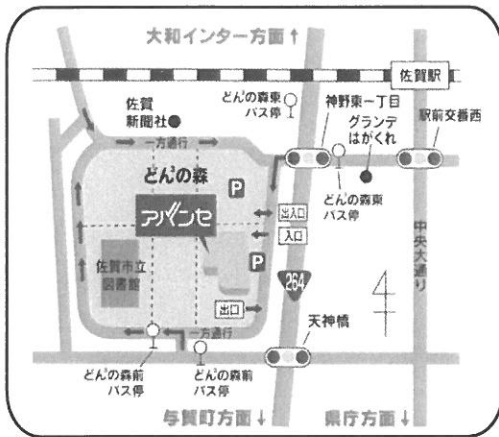 大和インター方面↑
佐賀駅
どん3の森東
バス停
神野東一丁目
佐賀
新聞社
グランデ
はがくれ
駅前交番西
一方通行
どん3の森
P
どん3の森東
バス停
アバンセ
出入口
入口
中央大通り
佐賀市立
図書館
P
264
出口
天神橋
一方通行
どん3の森前
バス停
どん3の森前
バス停
与賀町方面↓
県庁方面↓